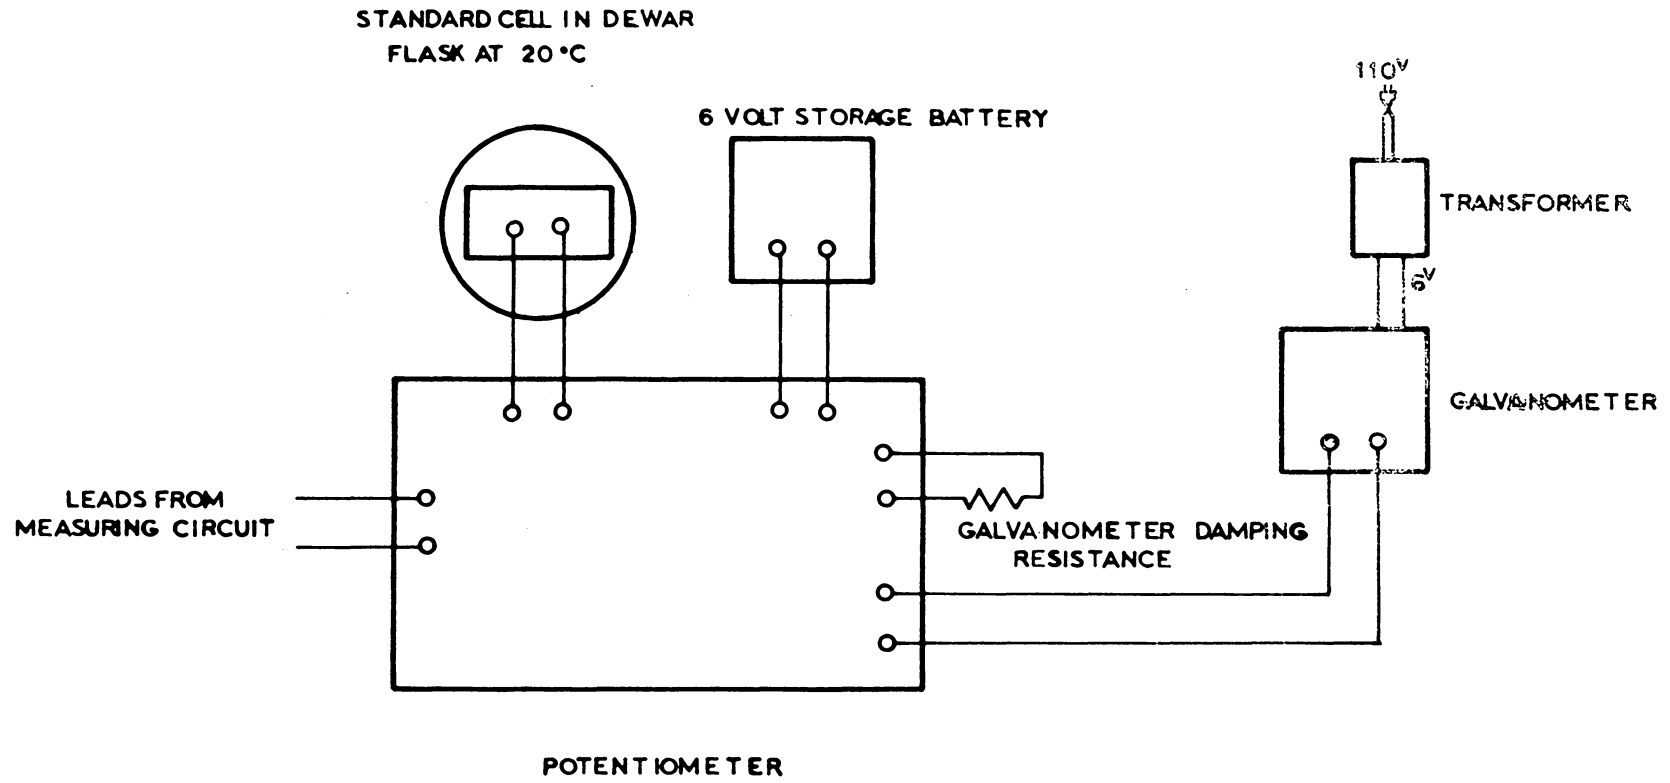 STANDARD CELL IN DEWAR
FLASK AT 20°C
6 VOLT STORAGE BATTERY
110V
TRANSFORMER
6V
GALVANOMETER
LEADS FROM
MEASURING CIRCUIT
GALVANOMETER DAMPING
RESISTANCE
POTENTIOMETER